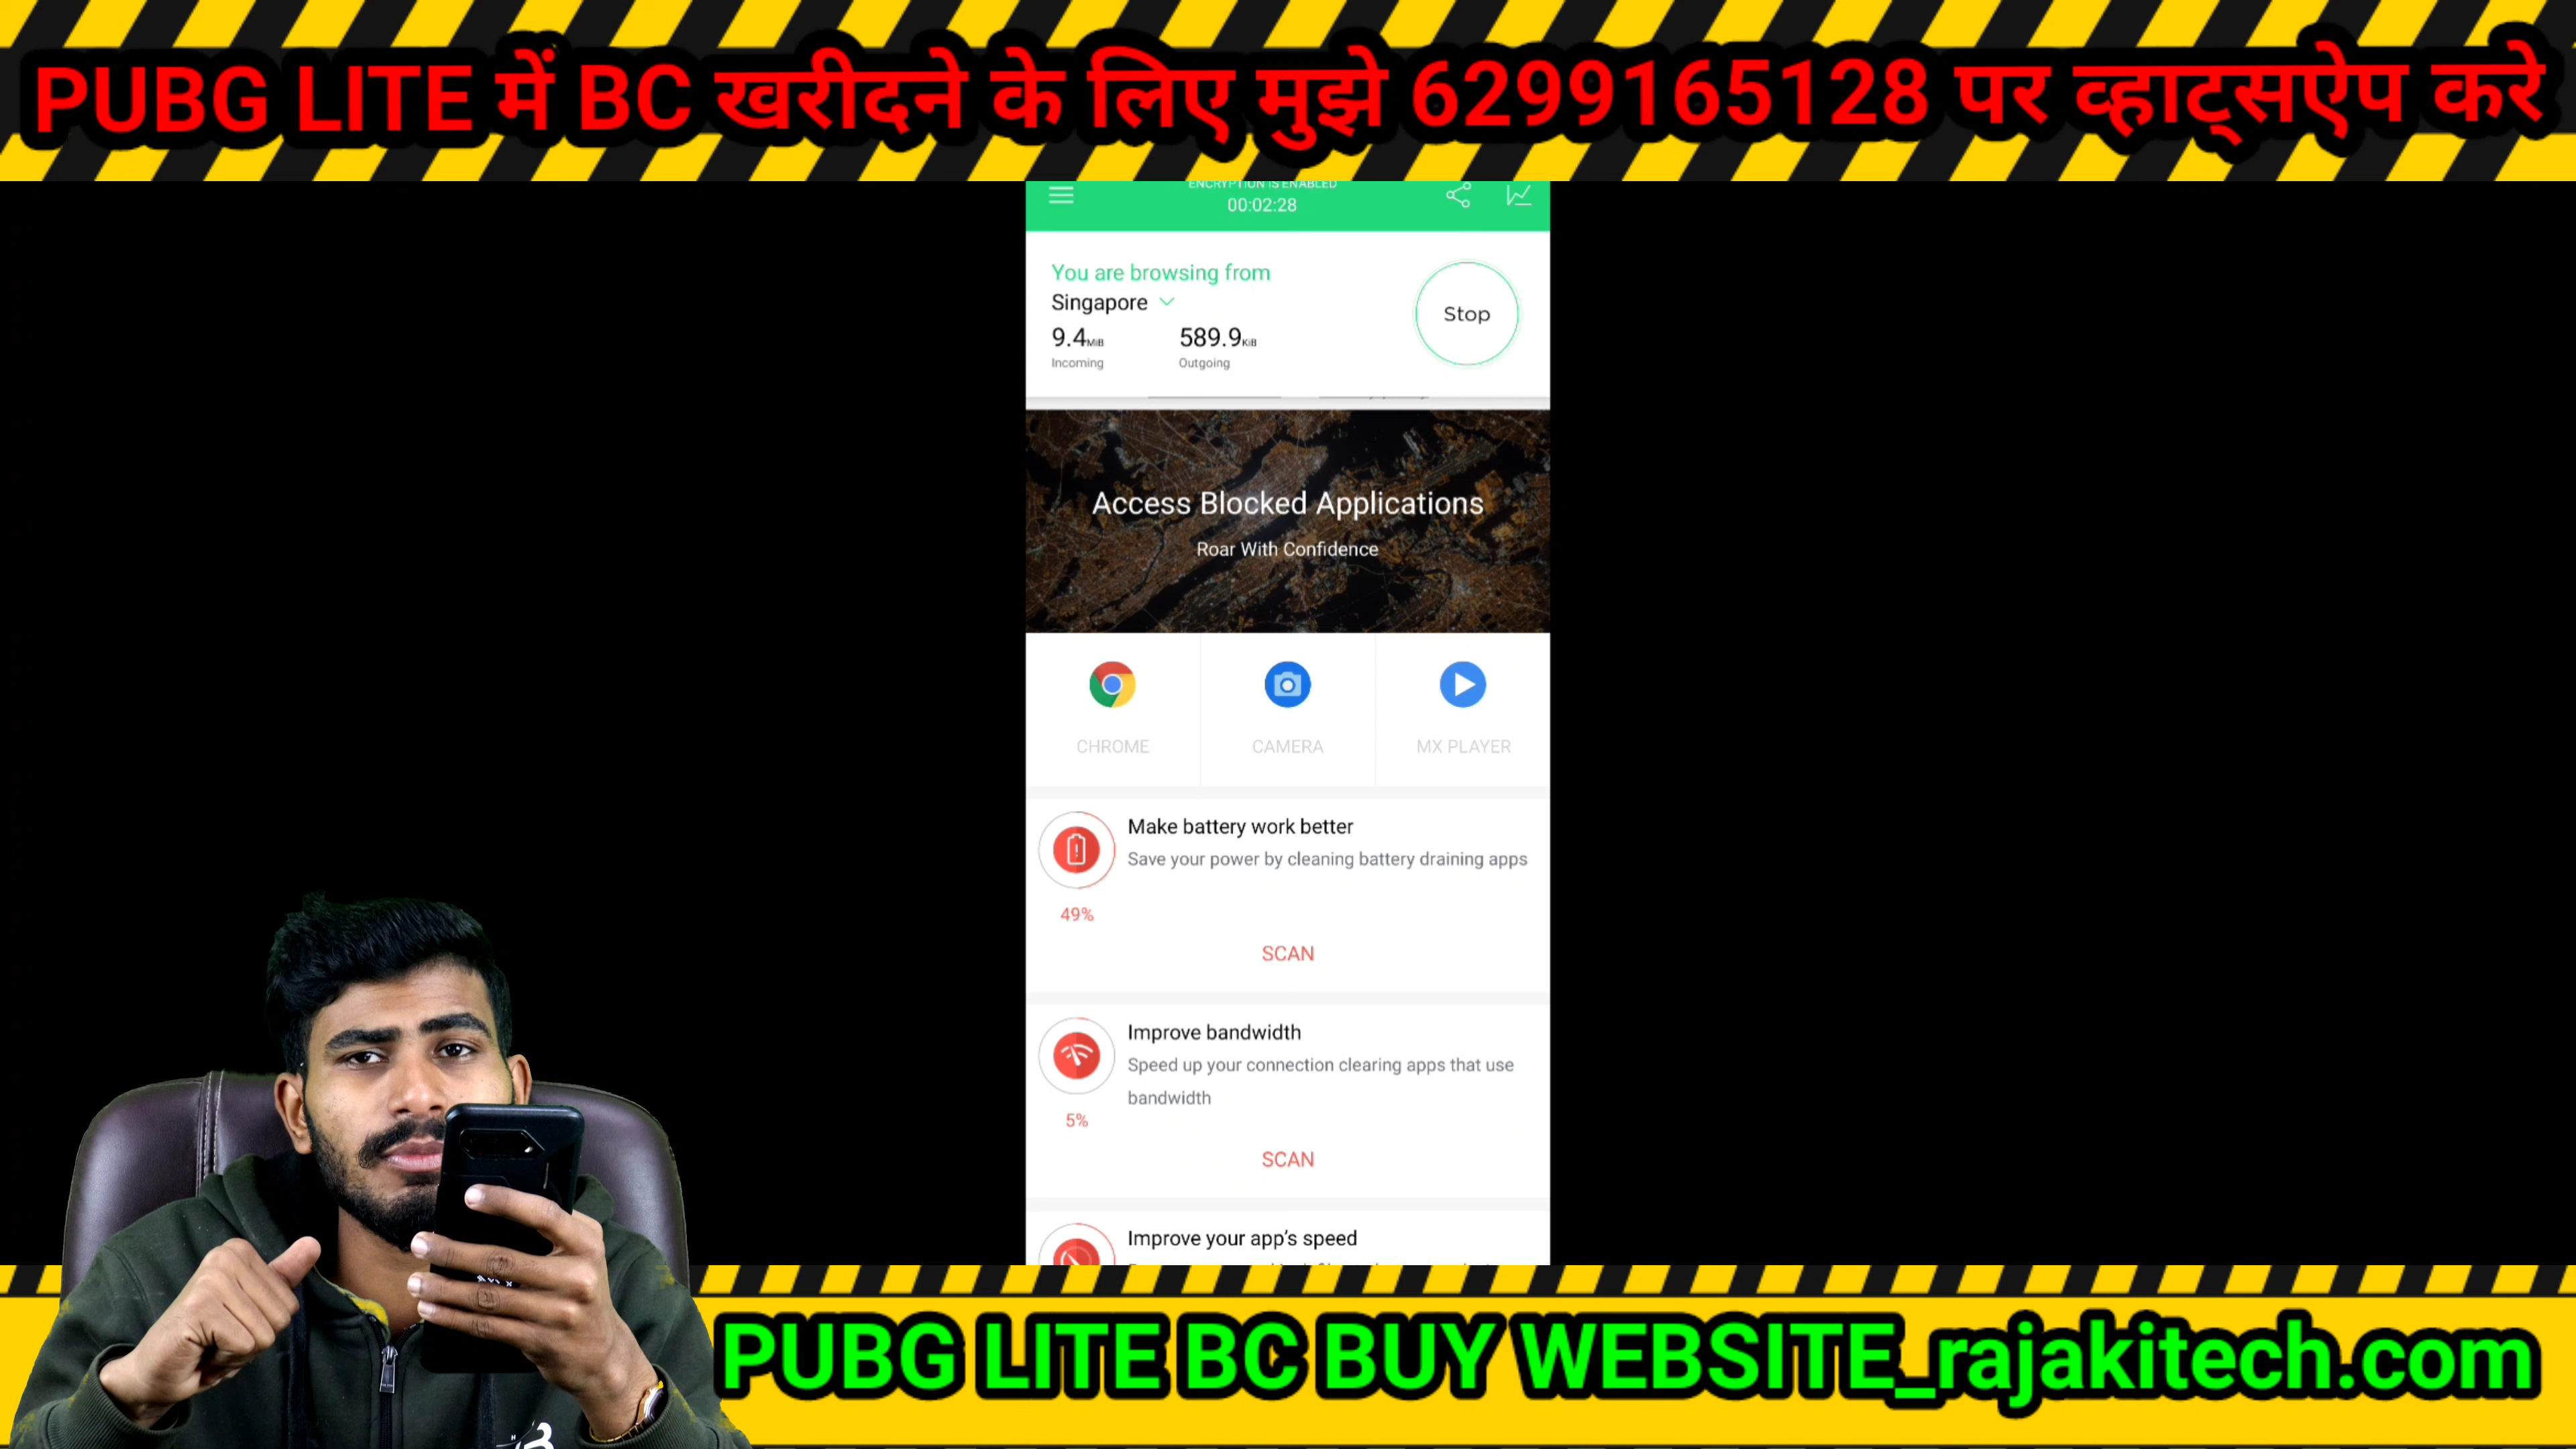 PUBG LITE में BC खरीदने के लिए मुझे 6299165128 पर व्हाट्सऐप करे
ENCRYPTION IS ENABLED
00:02:28
You are browsing from
Singapore
9.4MiB 589.9KiB
Incoming Outgoing
Stop
Access Blocked Applications
Roar With Confidence
CHROME CAMERA MX PLAYER
Make battery work better
Save your power by cleaning battery draining apps
49%
SCAN
Improve bandwidth
Speed up your connection clearing apps that use
bandwidth
5%
SCAN
Improve your app's speed
PUBG LITE BC BUY WEBSITE_rajakitech.com